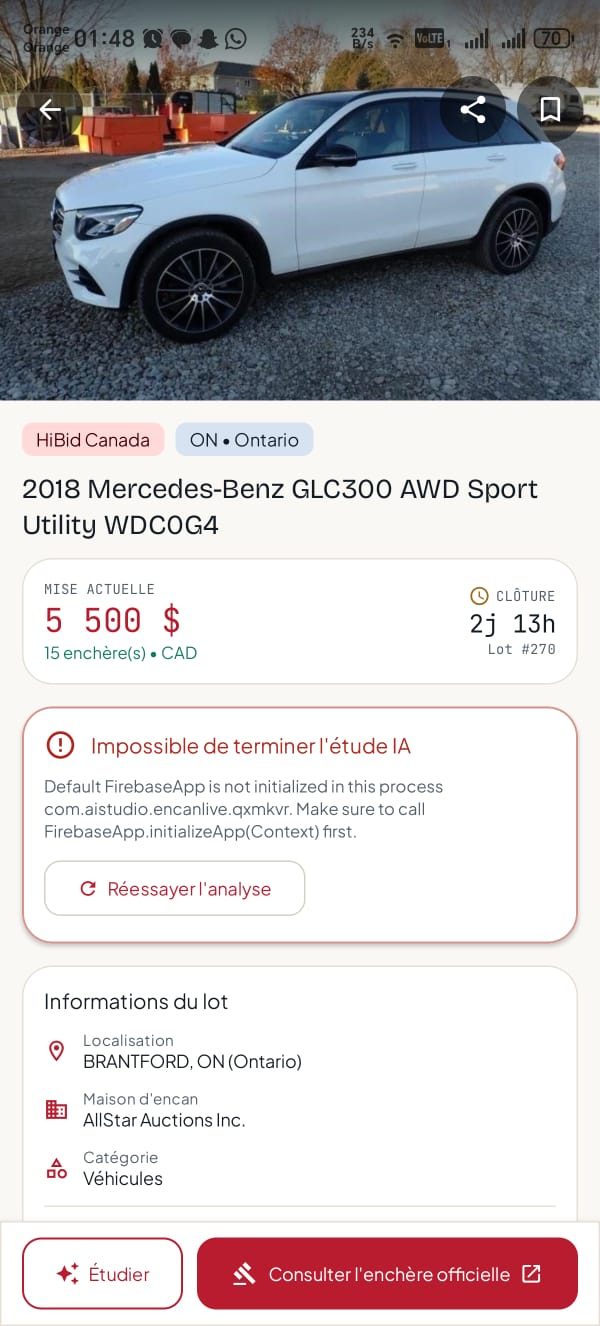 Orange
Orange
01:48
234
B/s
VoLTE
1
70
HiBid Canada
ON • Ontario
2018 Mercedes-Benz GLC300 AWD Sport
Utility WDC0G4
MISE ACTUELLE
CLÔTURE
5 500 $
2j 13h
15 enchère(s) • CAD
Lot #270
Impossible de terminer l'étude IA
Default FirebaseApp is not initialized in this process
com.aistudio.encanlive.qxmkvr. Make sure to call
FirebaseApp.initializeApp(Context) first.
Réessayer l'analyse
Informations du lot
Localisation
BRANTFORD, ON (Ontario)
Maison d'encan
AllStar Auctions Inc.
Catégorie
Véhicules
Étudier
Consulter l'enchère officielle